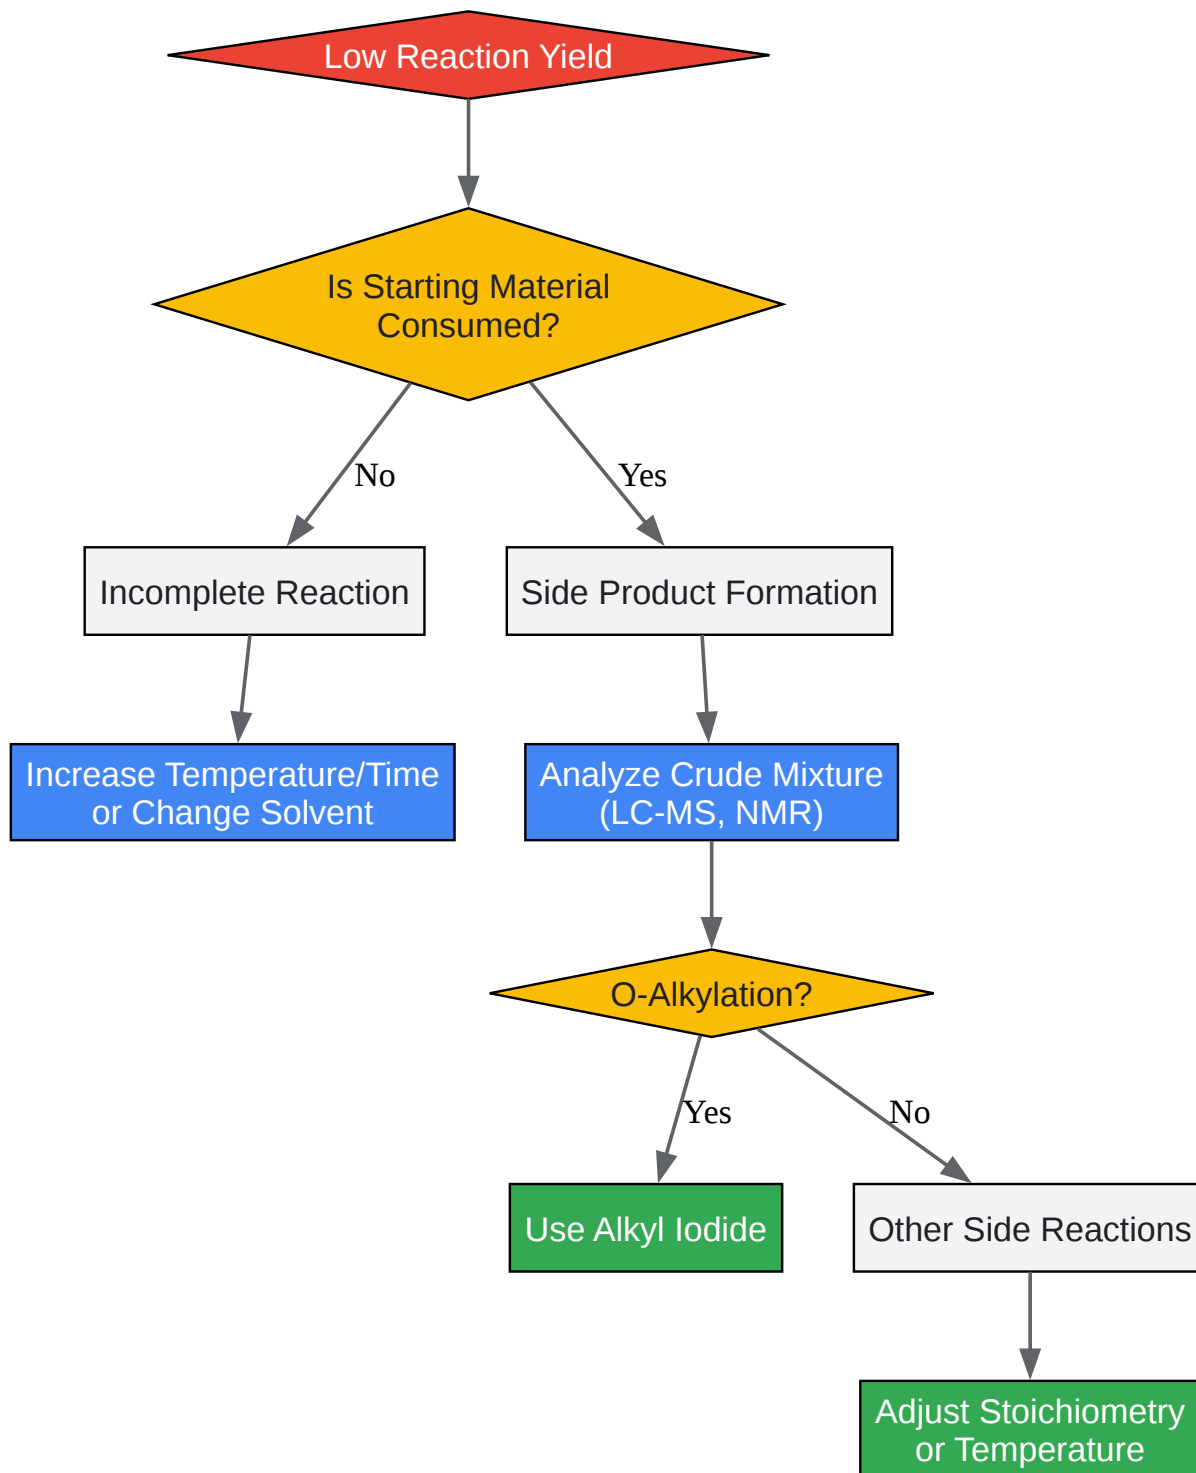 Low Reaction Yield
Is Starting Material
Consumed?
No
Yes
Incomplete Reaction
Side Product Formation
Increase Temperature/Time
or Change Solvent
Analyze Crude Mixture
(LC-MS, NMR)
O-Alkylation?
Yes
No
Use Alkyl Iodide
Other Side Reactions
Adjust Stoichiometry
or Temperature